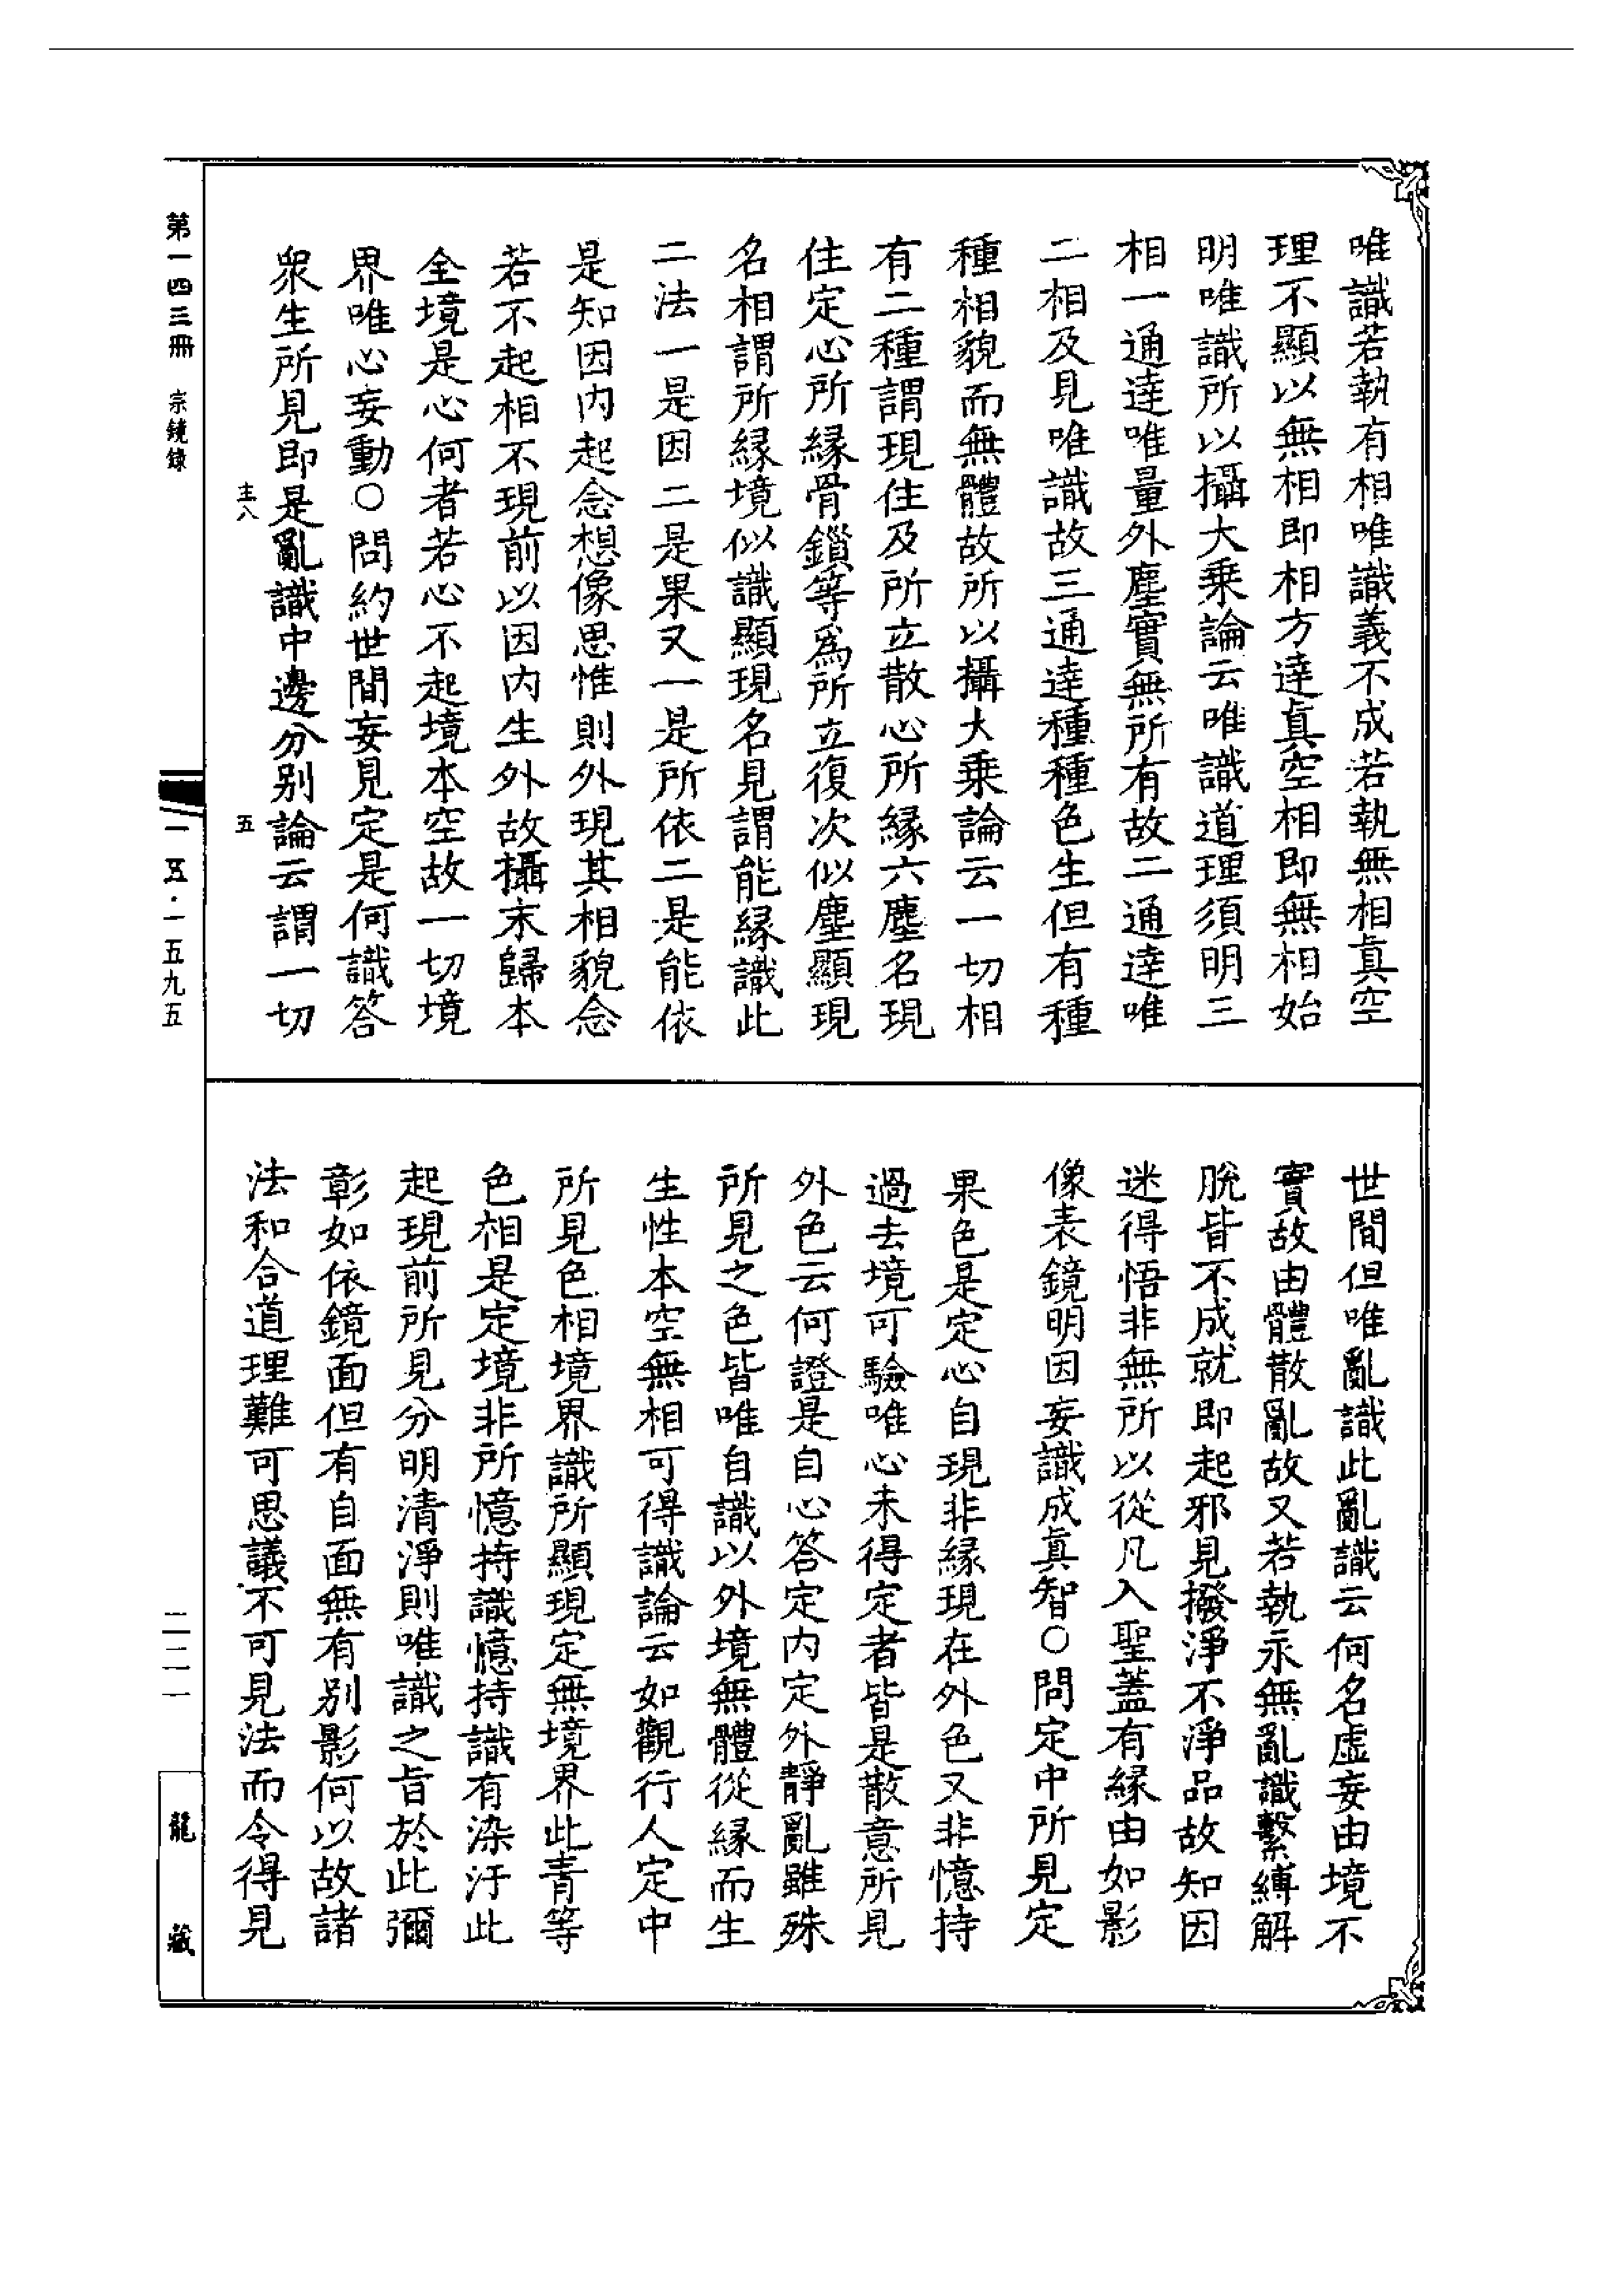 唯識若執有相唯識義不成若執無相真空
理不顯以無相即相方達真空相即無相始
明唯識所以攝大乗論云唯識道理須明三
相一通達唯量外塵實無所有故二通達唯
二相及見唯識故三通達種種色生但有種
種相貌而無體故所以攝大乗論云一切相
有二種謂現住及所立散心所緣六塵名現
住定心所緣骨鎖等為所立復次似塵顯現
名相謂所緣境似識顯現名見謂能緣識此
二法一是因二是果又一是所依二是能依
是知因内起念想像思惟則外現其相貌念
若不起相不現前以因内生外故攝末歸本
全境是心何者若心不起境本空故一切境
界唯心妄動○問約世間妄見定是何識答
衆生所見即是亂識中邊分别論云謂一切
世間但唯亂識此亂識云何名虛妄由境不
實故由體散亂故又若執永無亂識繫縛解
脫皆不成就即起邪見撥淨不淨品故知因
迷得悟非無所以從凡入聖蓋有緣由如影
像表鏡明因妄識成真智○問定中所見定
果色是定心自現非緣現在外色又非憶持
過去境可驗唯心未得定者皆是散意所見
外色云何證是自心答定内定外靜亂雖殊
所見之色皆唯自識以外境無體從緣而生
生性本空無相可得識論云如觀行人定中
所見色相境界識所顯現定無境界此青等
色相是定境非所憶持識憶持識有染汙此
起現前所見分明清淨則唯識之旨於此彌
彰如依鏡面但有自面無有别影何以故諸
法和合道理難可思議不可見法而令得見
第一四三冊 宗鏡錄
主八
五
一五·一五九五
二二一
龍藏